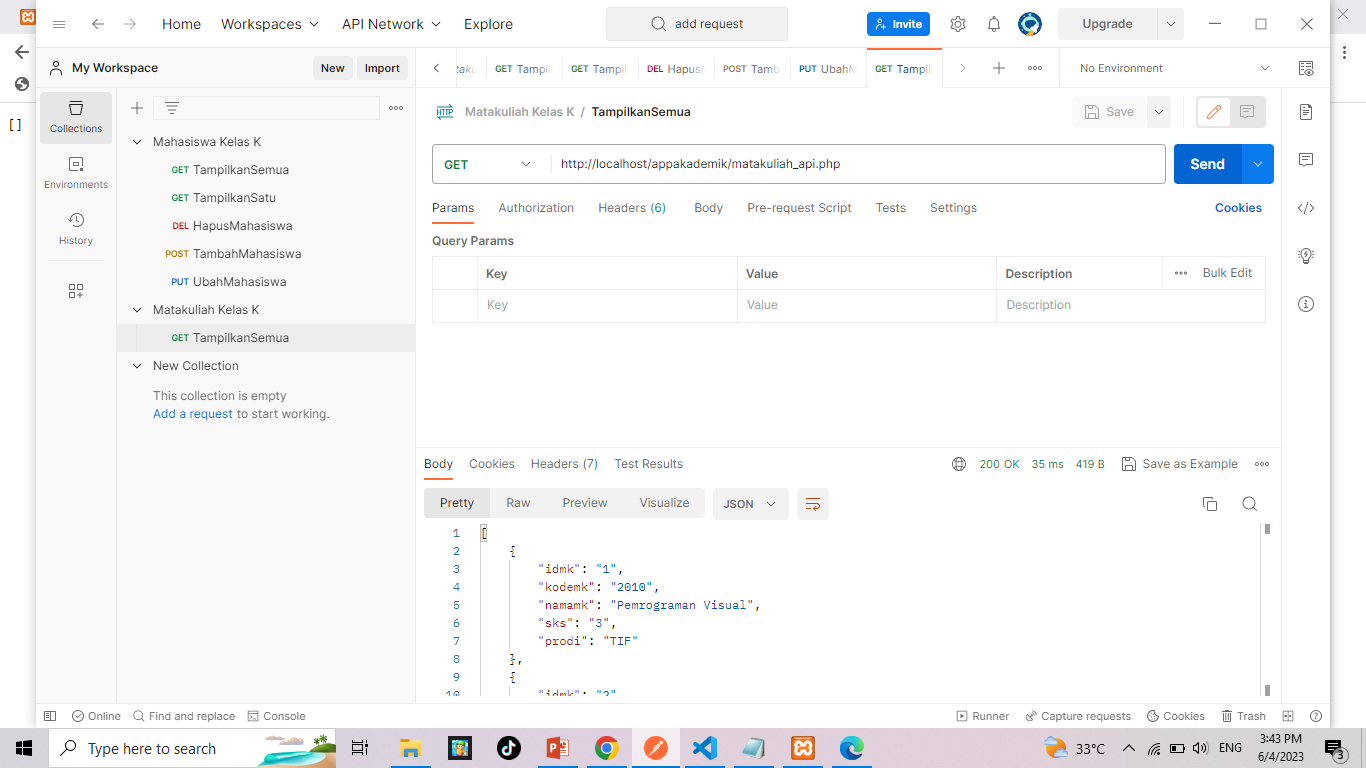 Home
Workspaces
API Network
Explore
add request
Invite
Upgrade
My Workspace
New
Import
GET Tampil
GET Tampil
DEL Hapus
POST Tamb
PUT Ubah
GET Tampil
No Environment
[]
Collections
Environments
History
Mahasiswa Kelas K
GET TampilkanSemua
GET TampilkanSatu
DEL HapusMahasiswa
POST TambahMahasiswa
PUT UbahMahasiswa
Matakuliah Kelas K
GET TampilkanSemua
New Collection
This collection is empty
Add a request to start working.
HTTP
Matakuliah Kelas K / TampilkanSemua
Save
GET
http://localhost/appakademik/matakuliah_api.php
Send
Params
Authorization
Headers (6)
Body
Pre-request Script
Tests
Settings
Cookies
Query Params
Key
Value
Description
Bulk Edit
Key
Value
Description
Body
Cookies
Headers (7)
Test Results
200 OK
35 ms
419 B
Save as Example
Pretty
Raw
Preview
Visualize
JSON
1 [
2 {
3 "idmk": "1",
4 "kodemk": "2010",
5 "namamk": "Pemrograman Visual",
6 "sks": "3",
7 "prodi": "TIF"
8 },
9 {
10 "idmk": "2"
Online
Find and replace
Console
Runner
Capture requests
Cookies
Trash
Type here to search
33°C
ENG
3:43 PM
6/4/2023
3